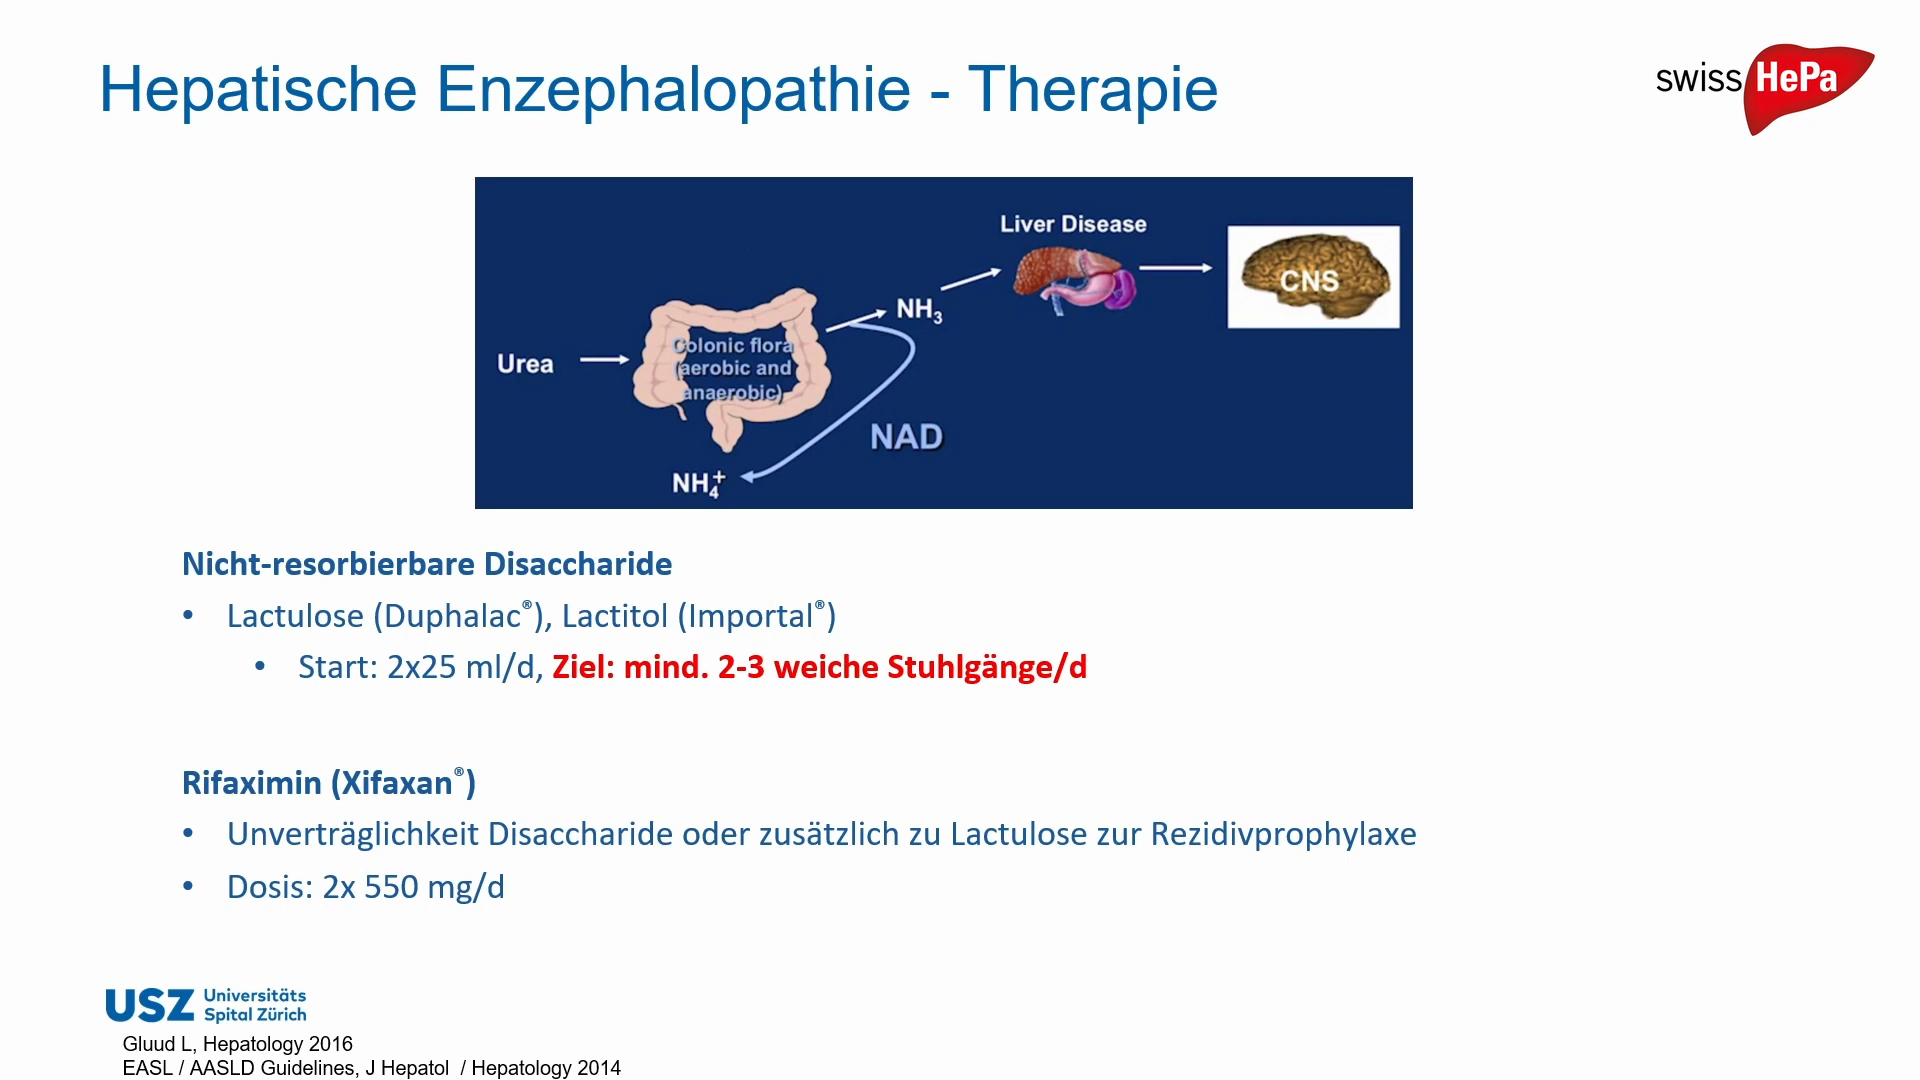 Hepatische Enzephalopathie - Therapie
swiss HePa
Liver Disease
CNS
NH₃
Urea
Colonic flora
(aerobic and
anaerobic)
NAD
NH₄⁺
Nicht-resorbierbare Disaccharide
• Lactulose (Duphalac®), Lactitol (Importal®)
• Start: 2x25 ml/d, Ziel: mind. 2-3 weiche Stuhlgänge/d
Rifaximin (Xifaxan®)
• Unverträglichkeit Disaccharide oder zusätzlich zu Lactulose zur Rezidivprophylaxe
• Dosis: 2x 550 mg/d
USZ Universitäts
Spital Zürich
Gluud L, Hepatology 2016
EASL / AASLD Guidelines, J Hepatol / Hepatology 2014